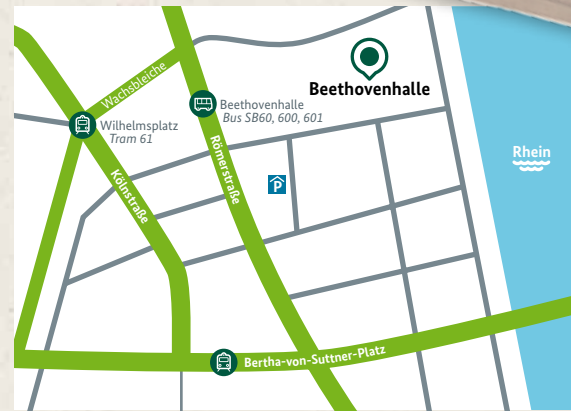 Beethovenhalle
Wachsbleiche
Beethovenhalle
Bus SB60, 600, 601
Wilhelmsplatz
Tram 61
Rhein
Römerstraße
Kölnstraße
P
Bertha-von-Suttner-Platz